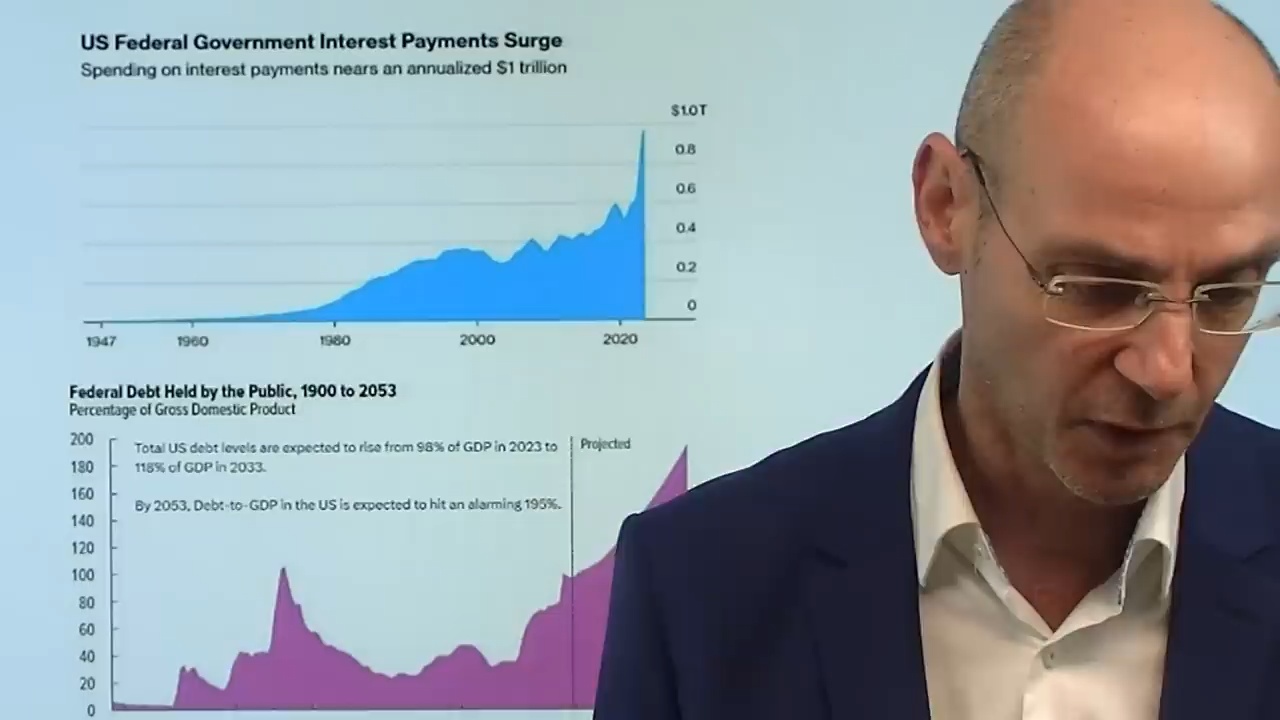 US Federal Government Interest Payments Surge
Spending on interest payments nears an annualized $1 trillion
$1.0T
0.8
0.6
0.4
0.2
0
1947 1960 1980 2000 2020
Federal Debt Held by the Public, 1900 to 2053
Percentage of Gross Domestic Product
200
180
160
140
120
100
80
60
40
20
0
Total US debt levels are expected to rise from 98% of GDP in 2023 to
118% of GDP in 2033.
By 2053, Debt-to-GDP in the US is expected to hit an alarming 195%.
Projected